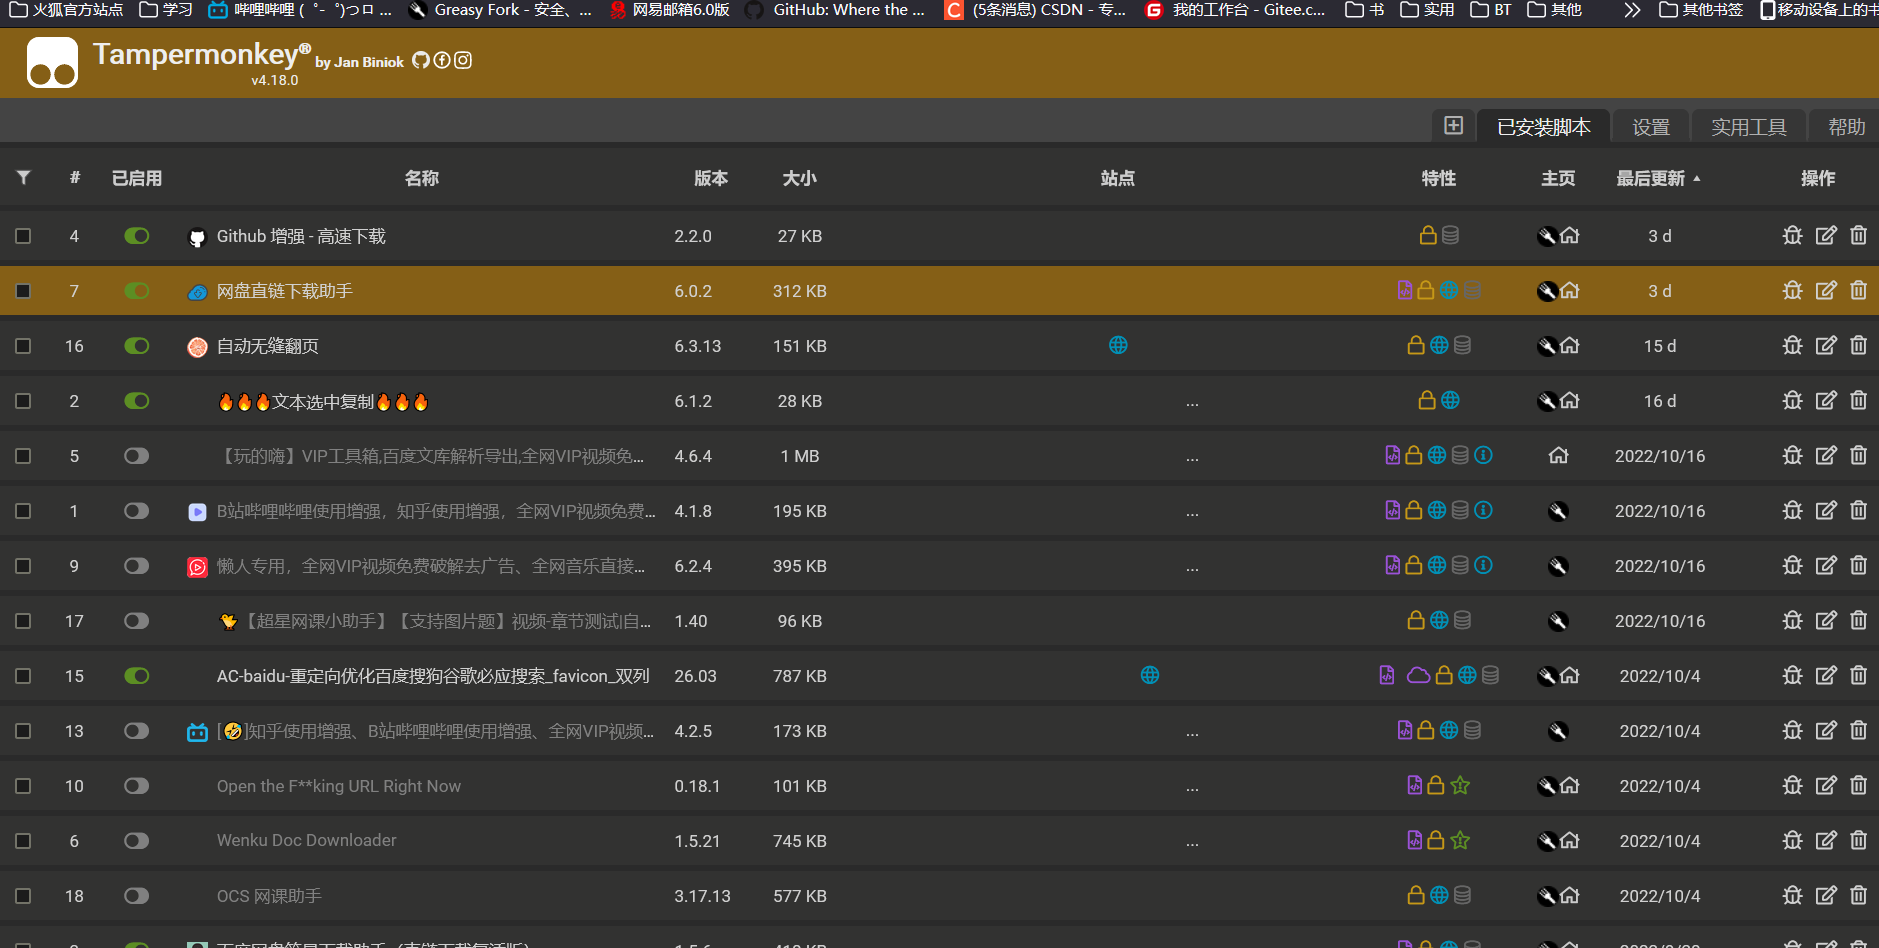 火狐官方站点 学习 哔哩哔哩 ( ゜- ゜)つロ ... Greasy Fork - 安全、... 网易邮箱6.0版 GitHub: Where the ... (5条消息) CSDN - 专... 我的工作台 - Gitee.c... 书 实用 BT 其他 其他书签 移动设备上的书
Tampermonkey® by Jan Biniok
v4.18.0
已安装脚本 设置 实用工具 帮助
# 已启用 名称 版本 大小 站点 特性 主页 最后更新 操作
4 Github 增强 - 高速下载 2.2.0 27 KB 3 d
7 网盘直链下载助手 6.0.2 312 KB 3 d
16 自动无缝翻页 6.3.13 151 KB 15 d
2 🔥🔥🔥文本选中复制🔥🔥🔥 6.1.2 28 KB ... 16 d
5 【玩的嗨】VIP工具箱,百度文库解析导出,全网VIP视频免... 4.6.4 1 MB ... 2022/10/16
1 B站哔哩哔哩使用增强，知乎使用增强，全网VIP视频免费... 4.1.8 195 KB ... 2022/10/16
9 懒人专用，全网VIP视频免费破解去广告、全网音乐直接... 6.2.4 395 KB ... 2022/10/16
17 🐤【超星网课小助手】【支持图片题】视频-章节测试|自... 1.40 96 KB 2022/10/16
15 AC-baidu-重定向优化百度搜狗谷歌必应搜索_favicon_双列 26.03 787 KB 2022/10/4
13 [🤣]知乎使用增强、B站哔哩哔哩使用增强、全网VIP视频... 4.2.5 173 KB ... 2022/10/4
10 Open the F**king URL Right Now 0.18.1 101 KB ... 2022/10/4
6 Wenku Doc Downloader 1.5.21 745 KB ... 2022/10/4
18 OCS 网课助手 3.17.13 577 KB 2022/10/4